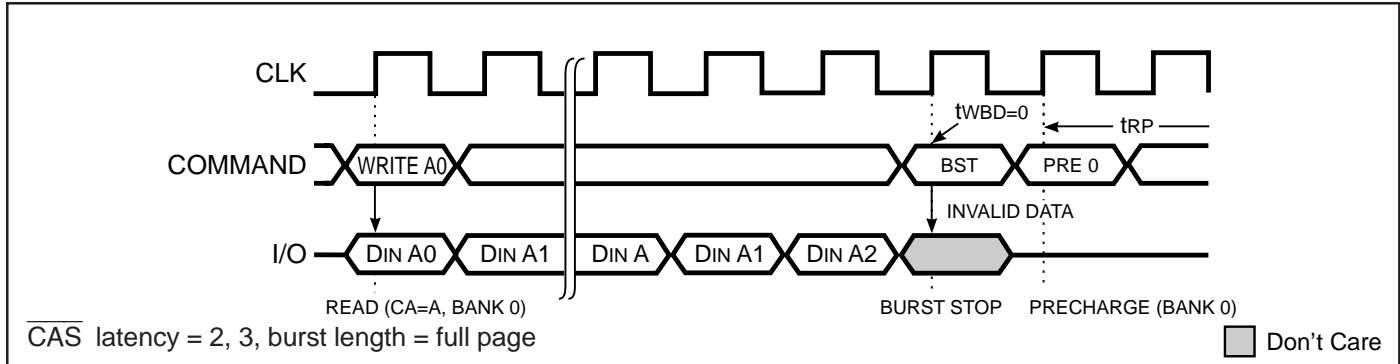 CLK
tWBD=0
tRP
COMMAND WRITE A0 BST PRE 0
INVALID DATA
I/O DIN A0 DIN A1 DIN A DIN A1 DIN A2
READ (CA=A, BANK 0) BURST STOP PRECHARGE (BANK 0)
CAS latency = 2, 3, burst length = full page
Don't Care